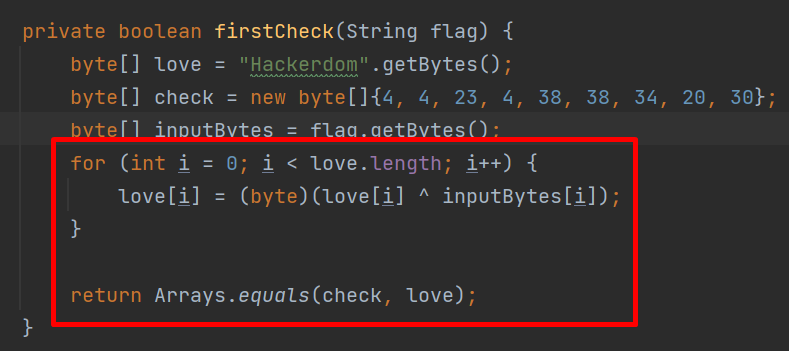 private boolean firstCheck(String flag) {
    byte[] love = "Hackerdom".getBytes();
    byte[] check = new byte[]{4, 4, 23, 4, 38, 38, 34, 20, 30};
    byte[] inputBytes = flag.getBytes();
    for (int i = 0; i < love.length; i++) {
        love[i] = (byte)(love[i] ^ inputBytes[i]);
    }
    return Arrays.equals(check, love);
}